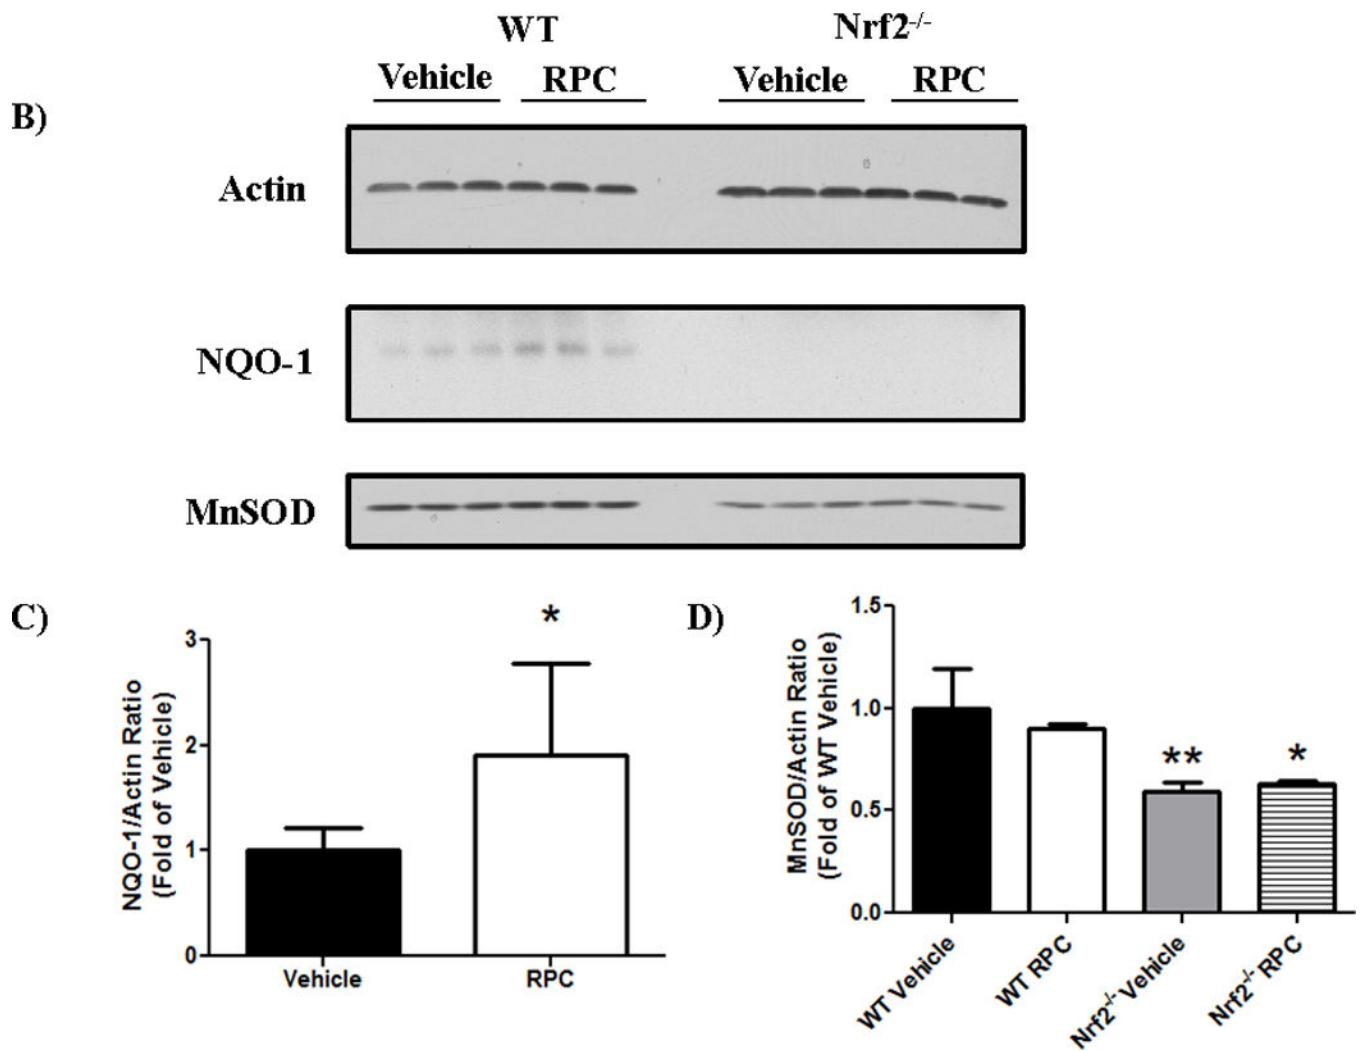 WT Nrf2-/-
Vehicle RPC Vehicle RPC
B)
Actin
NQO-1
MnSOD
C)
*
3
2
1
0
NQO-1/Actin Ratio
(Fold of Vehicle)
Vehicle RPC
D)
1.5
1.0
0.5
0.0
MnSOD/Actin Ratio
(Fold of WT Vehicle)
** *
WT Vehicle
WT RPC
Nrf2-/- Vehicle
Nrf2-/- RPC